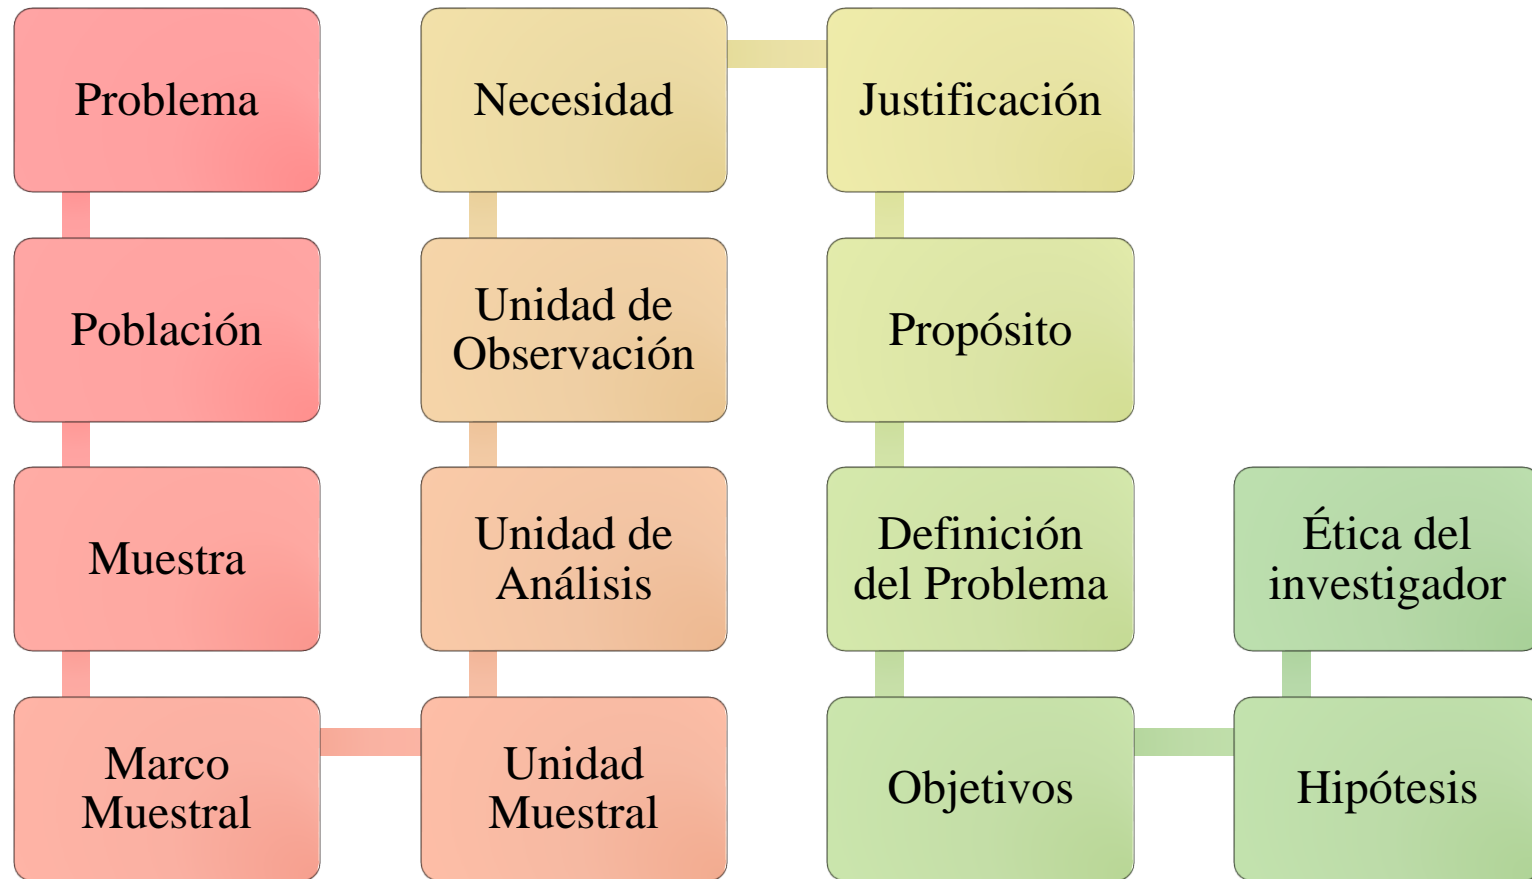 Problema
Población
Muestra
Marco
Muestral
Unidad
Muestral
Unidad de
Análisis
Unidad de
Observación
Necesidad
Justificación
Propósito
Definición
del Problema
Objetivos
Hipótesis
Ética del
investigador